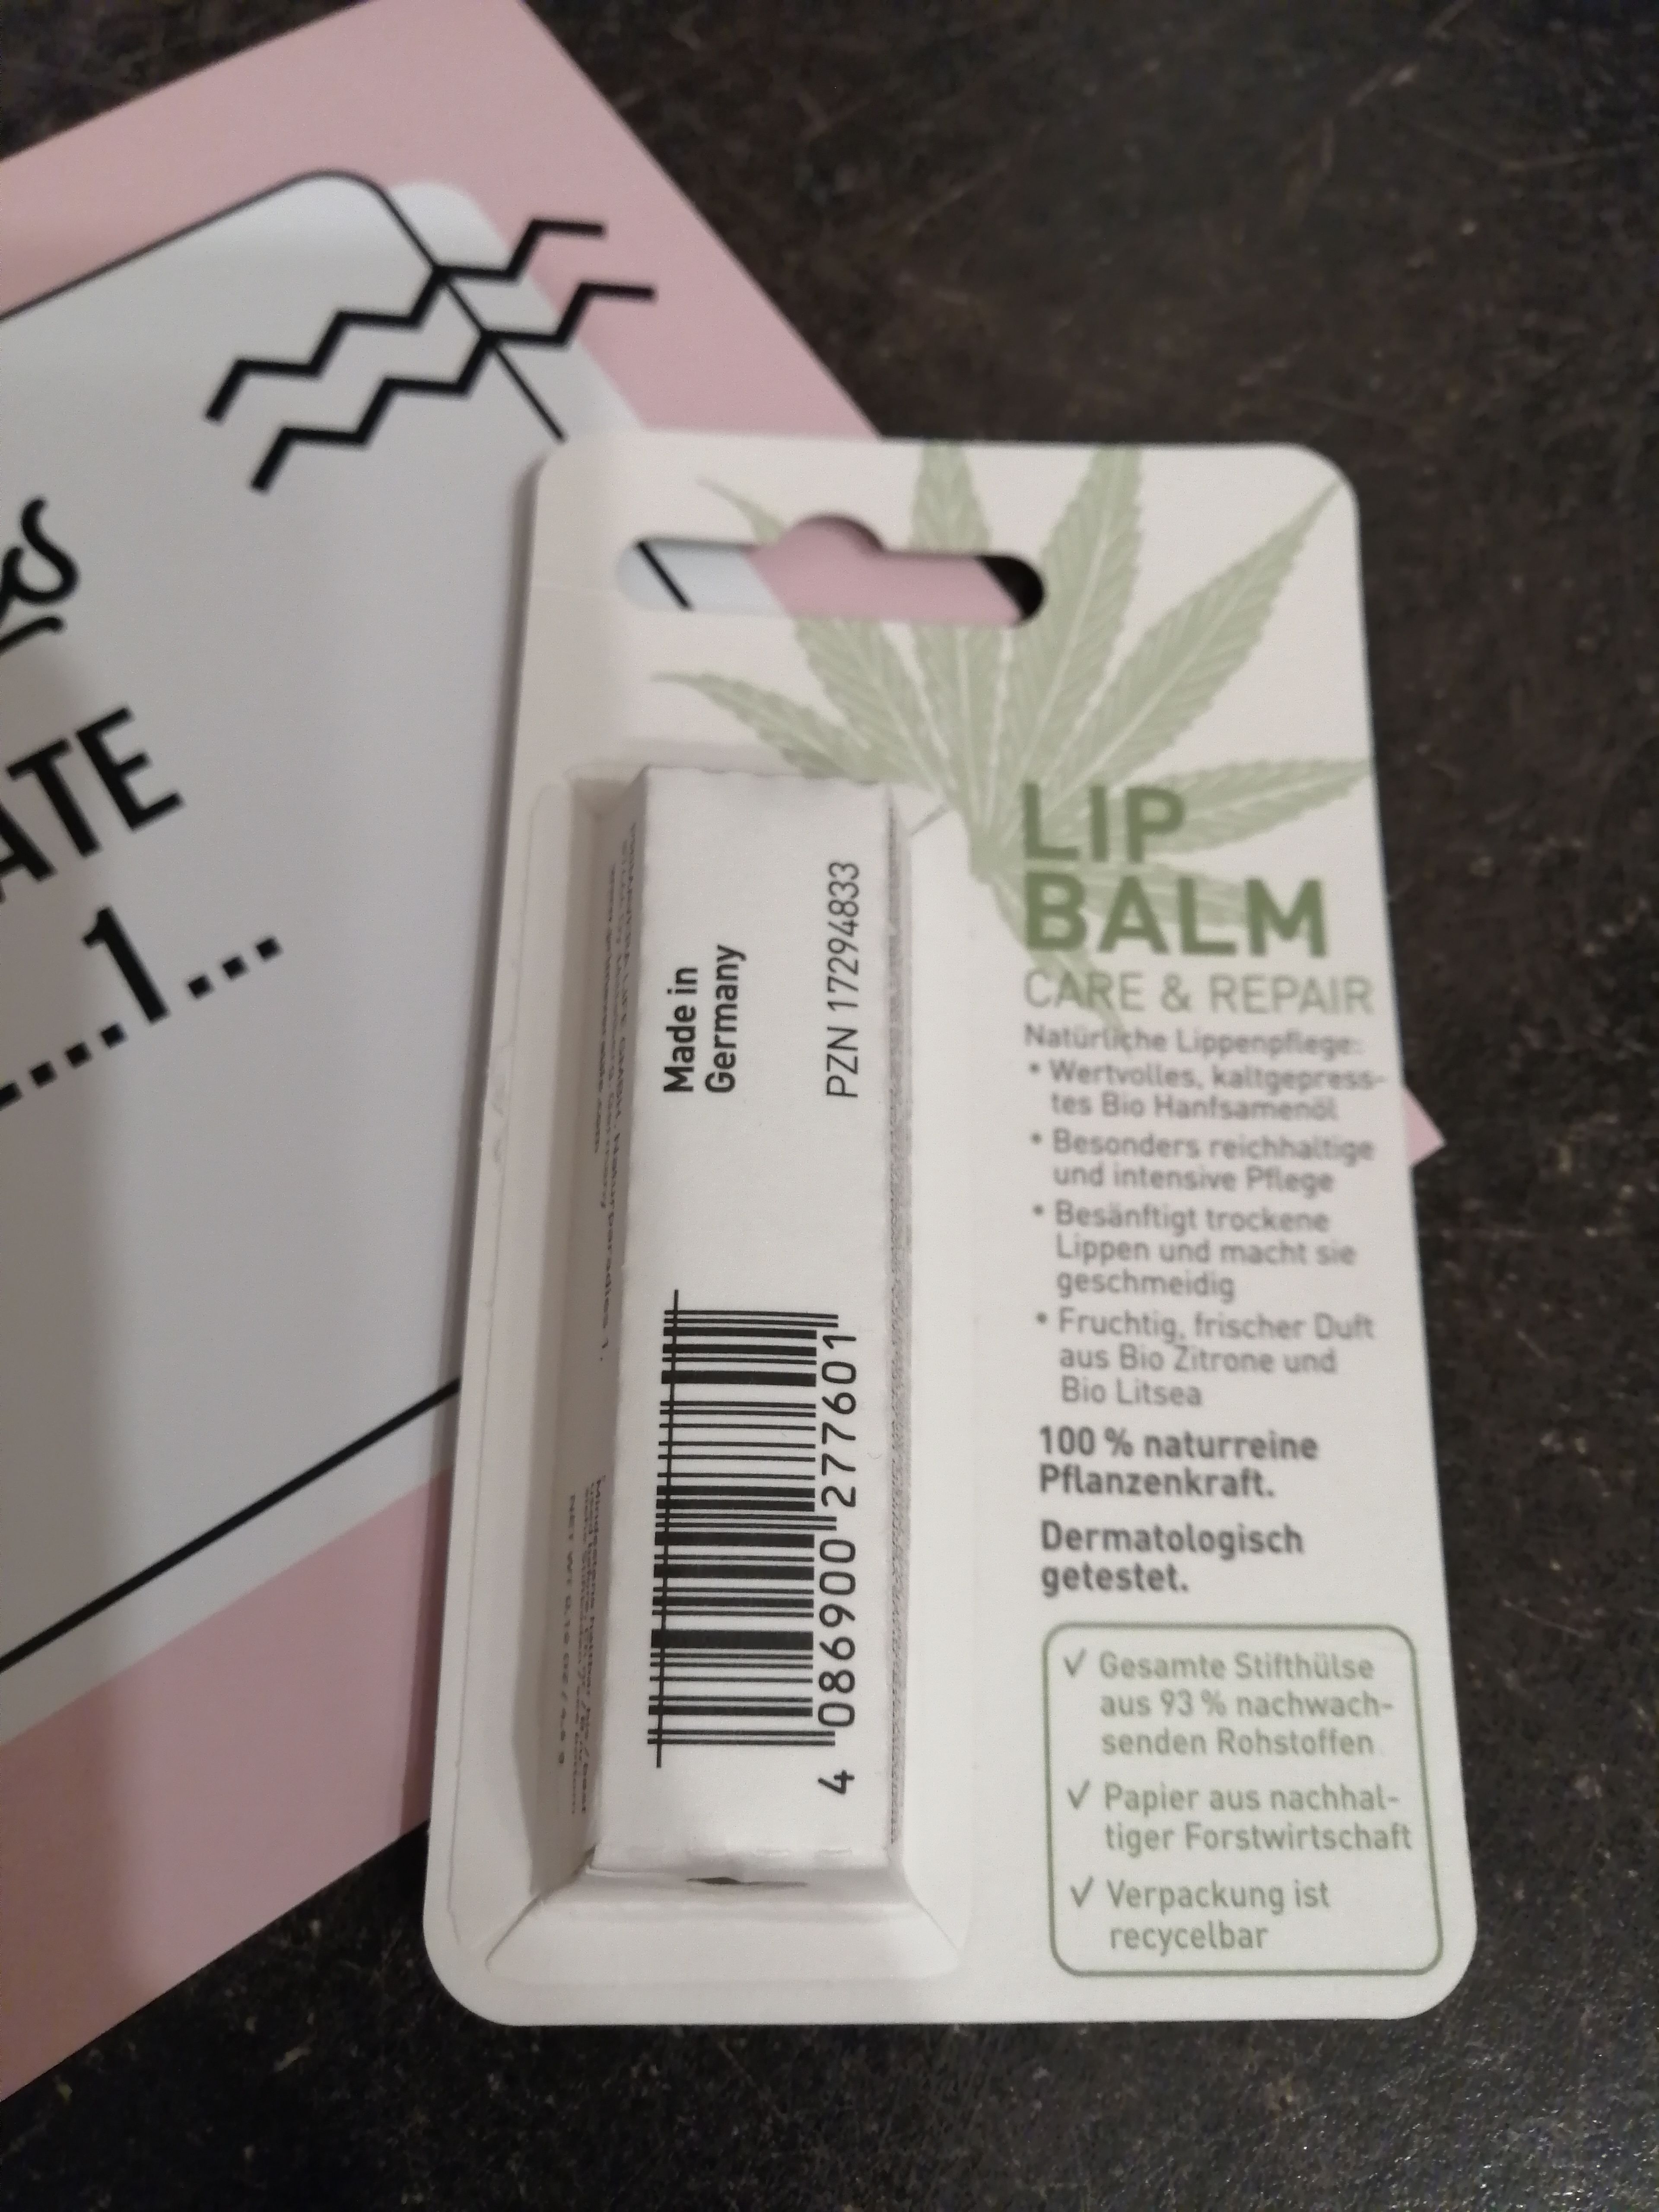 ATE
....1...
LIP
BALM
CARE & REPAIR
Natürliche Lippenpflege:
• Wertvolles, kaltgepress-
tes Bio Hanfsamenöl
• Besonders reichhaltige
und intensive Pflege
• Besänftigt trockene
Lippen und macht sie
geschmeidig
• Fruchtig, frischer Duft
aus Bio Zitrone und
Bio Litsea
100 % naturreine
Pflanzenkraft.
Dermatologisch
getestet.
✓ Gesamte Stifthülse
aus 93 % nachwach-
senden Rohstoffen
✓ Papier aus nachhal-
tiger Forstwirtschaft
✓ Verpackung ist
recycelbar
Made in
Germany
PZN 17294833
4 086900 277601